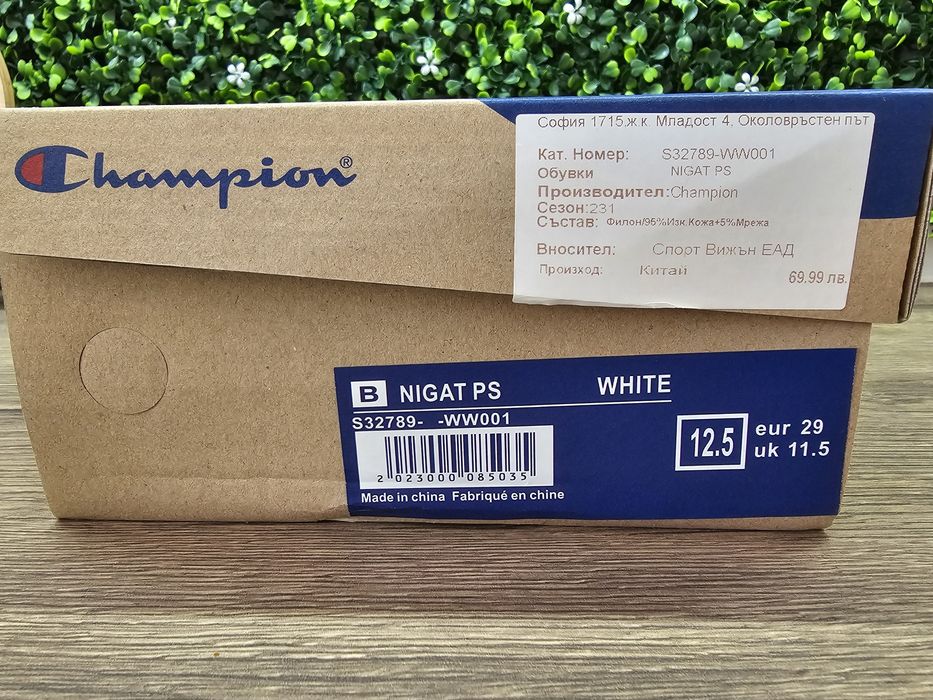 Champion®
София 1715.ж.к. Младост 4. Околовръстен път
Кат. Номер: S32789-WW001
Обувки NIGAT PS
Производител:Champion
Сезон:231
Състав: Филон/95%Изк.Кожа+5%Мрежа
Вносител: Спорт Вижън ЕАД
Произход: Китай
69.99 лв.
B NIGAT PS WHITE
S32789- -WW001
12.5 eur 29
uk 11.5
2 023000 085035
Made in china Fabriqué en chine